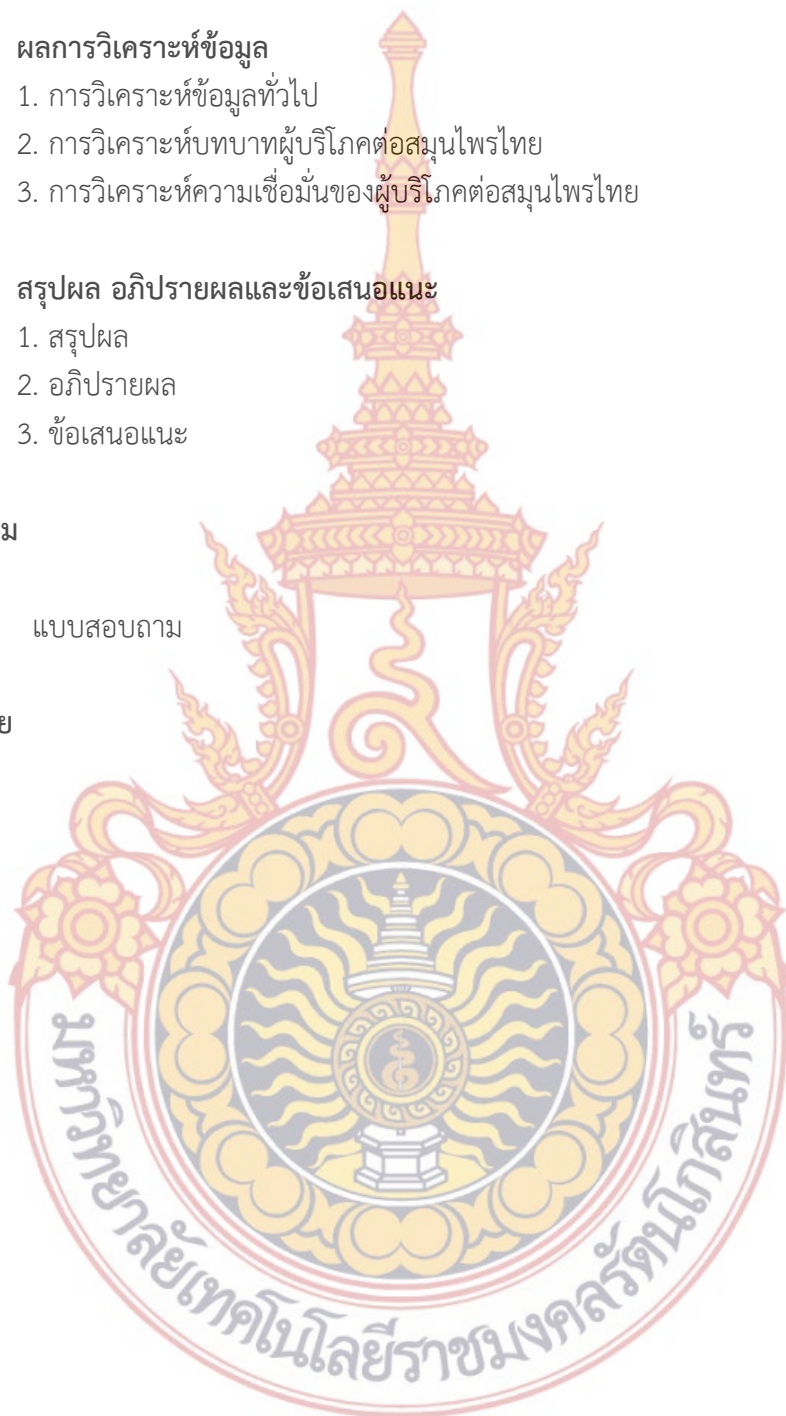 ผลการวิเคราะห์ข้อมูล
1. การวิเคราะห์ข้อมูลทั่วไป
2. การวิเคราะห์บทบาทผู้บริโภคต่อสมุนไพรไทย
3. การวิเคราะห์ความเชื่อมั่นของผู้บริโภคต่อสมุนไพรไทย
สรุปผล อภิปรายผลและข้อเสนอแนะ
1. สรุปผล
2. อภิปรายผล
3. ข้อเสนอแนะ
ม
แบบสอบถาม
ย
มหาวิทยาลัยเทคโนโลยีราชมงคลรัตนโกสินทร์